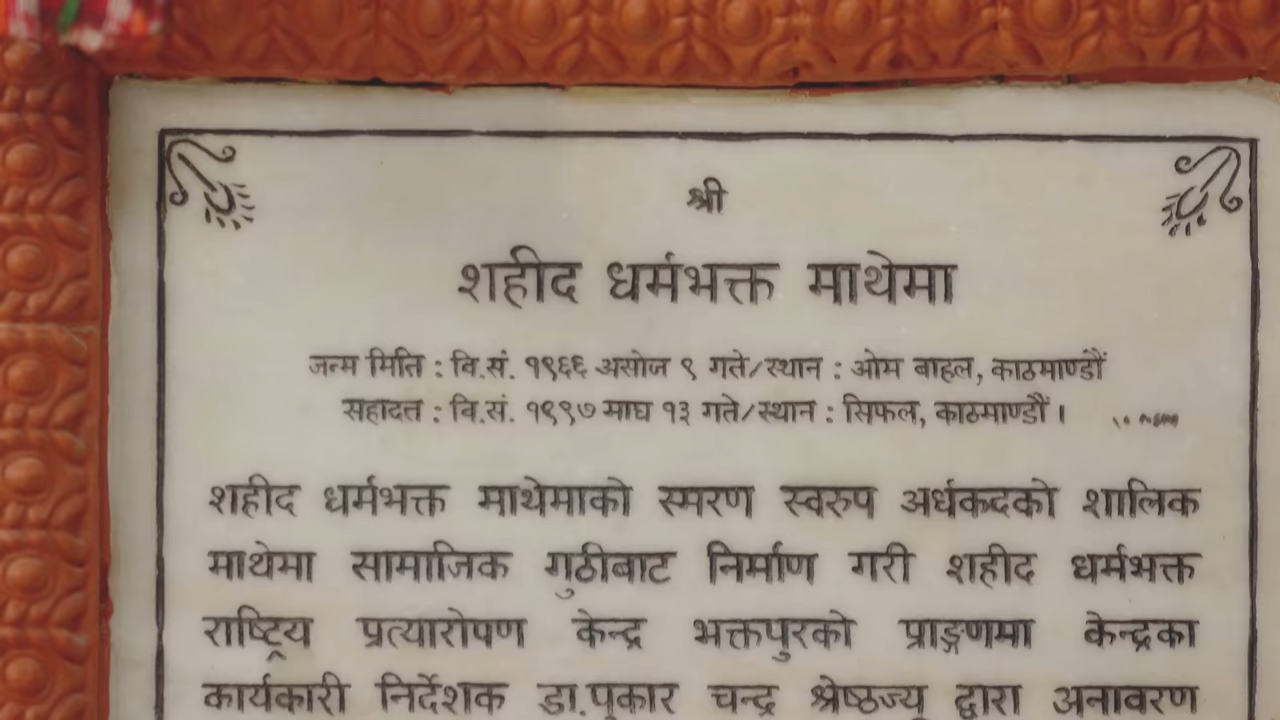 श्री
शहीद धर्मभक्त माथेमा
जन्म मिति : वि.सं. १९६६ असोज ९ गते/स्थान : ओम बाहल, काठमाण्डौं
सहादत : वि.सं. १९९७ माघ १३ गते/स्थान : सिफल, काठमाण्डौं ।
शहीद धर्मभक्त माथेमाको स्मरण स्वरुप अर्धकदको शालिक
माथेमा सामाजिक गुठीबाट निर्माण गरी शहीद धर्मभक्त
राष्ट्रिय प्रत्यारोपण केन्द्र भक्तपुरको प्राङ्गणमा केन्द्रका
कार्यकारी निर्देशक डा.पुकार चन्द्र श्रेष्ठज्यू द्वारा अनावरण